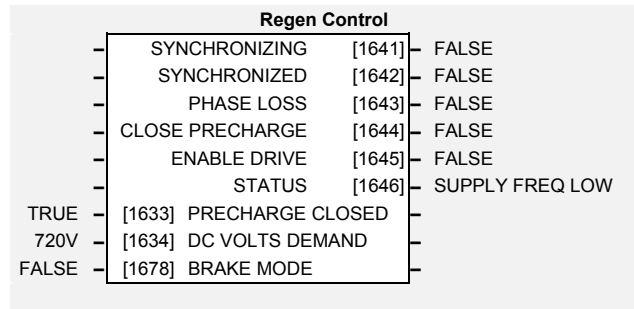 Regen Control
SYNCHRONIZING [1641] – FALSE
SYNCHRONIZED [1642] – FALSE
PHASE LOSS [1643] – FALSE
CLOSE PRECHARGE [1644] – FALSE
ENABLE DRIVE [1645] – FALSE
STATUS [1646] – SUPPLY FREQ LOW
TRUE – [1633] PRECHARGE CLOSED –
720V – [1634] DC VOLTS DEMAND –
FALSE – [1678] BRAKE MODE –